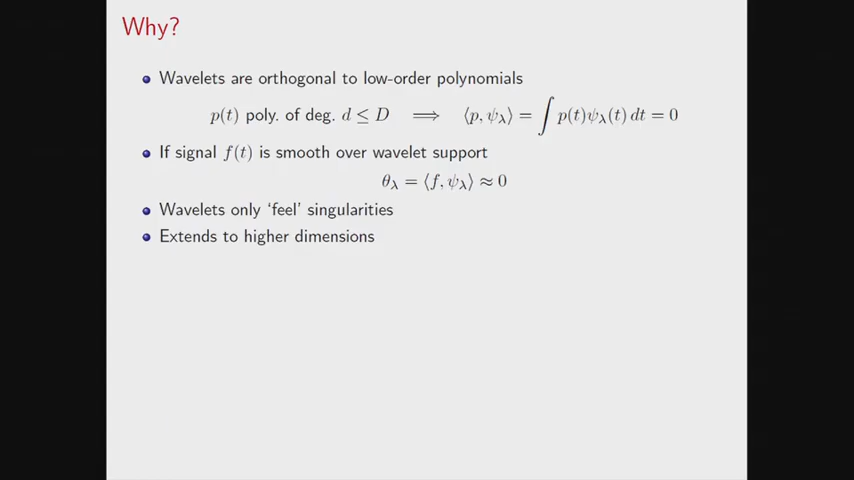 Why?
Wavelets are orthogonal to low-order polynomials
p(t) poly. of deg. d ≤ D ⟹ ⟨p, ψ_λ⟩ = ∫ p(t)ψ_λ(t) dt = 0
If signal f(t) is smooth over wavelet support
θ_λ = ⟨f, ψ_λ⟩ ≈ 0
Wavelets only ‘feel’ singularities
Extends to higher dimensions